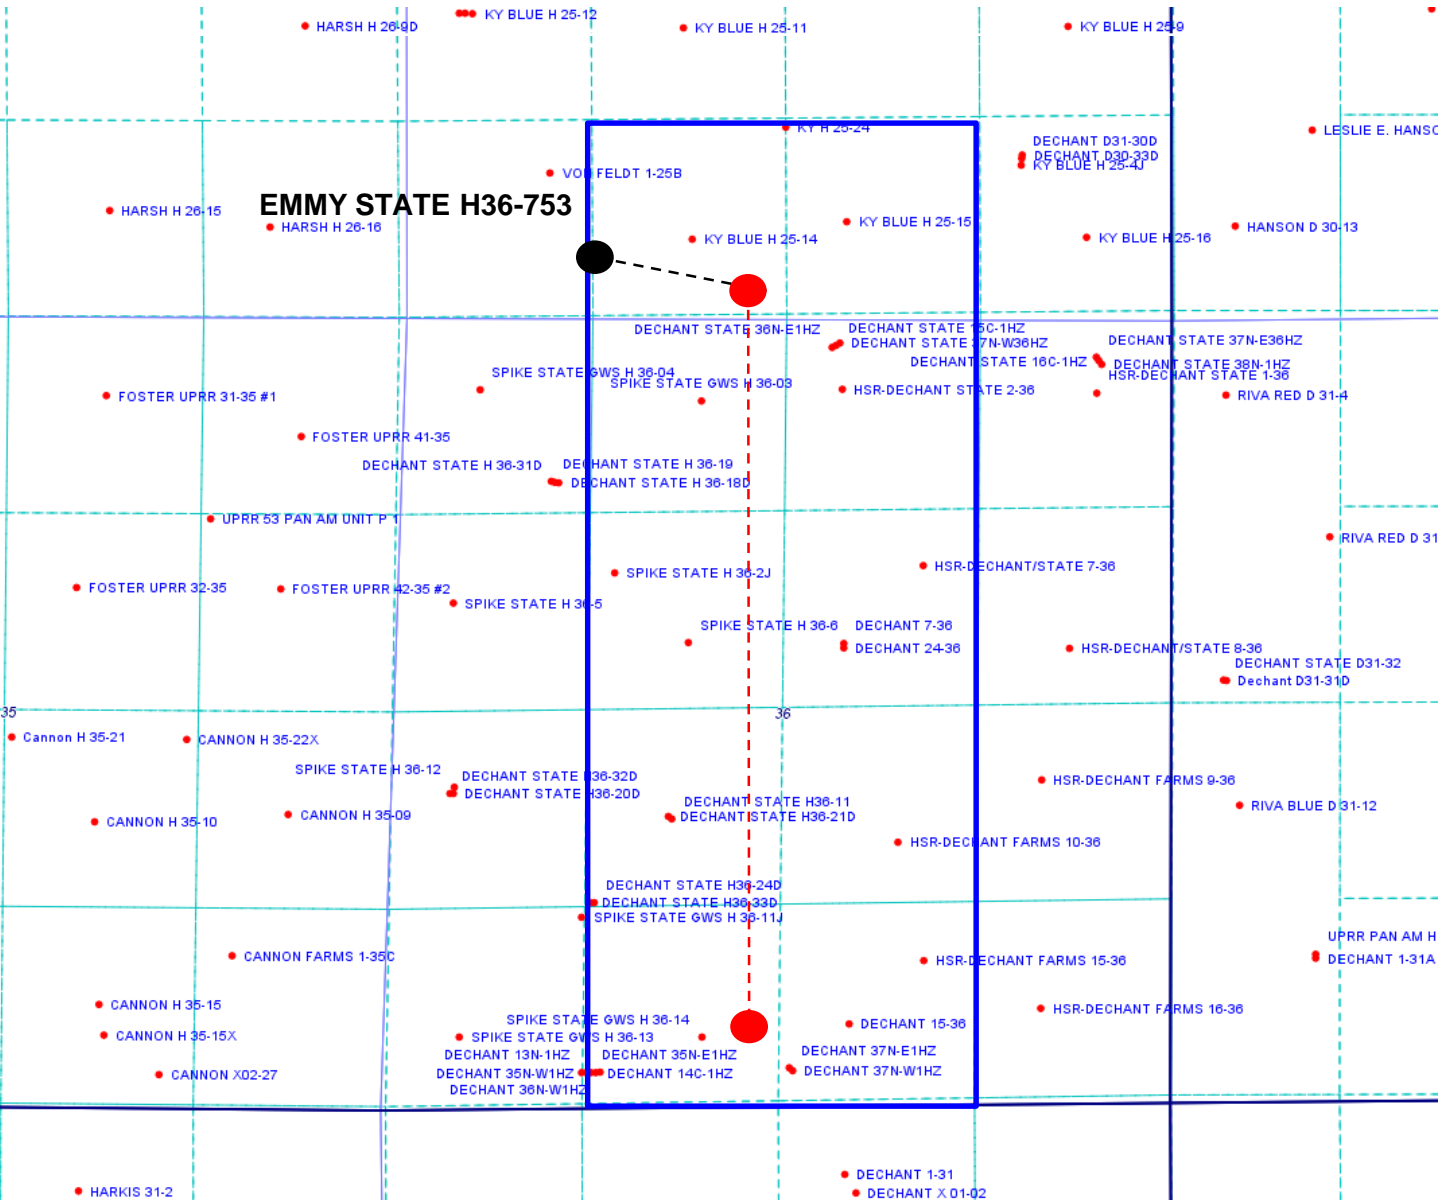 HARSH H 26-9D
KY BLUE H 25-12
KY BLUE H 25-11
KY BLUE H 25-9
KY H 25-24
LESLIE E. HANSO
DECHANT D31-30D
DECHANT D30-33D
KY BLUE H 25-4J
VON FELDT 1-25B
EMMY STATE H36-753
HARSH H 26-15
HARSH H 26-16
KY BLUE H 25-14
KY BLUE H 25-15
KY BLUE H 25-16
HANSON D 30-13
DECHANT STATE 36N-E1HZ
DECHANT STATE 15C-1HZ
DECHANT STATE 37N-W36HZ
DECHANT STATE 16C-1HZ
DECHANT STATE 37N-E36HZ
DECHANT STATE 38N-1HZ
HSR-DECHANT STATE 1-36
SPIKE STATE GWS H 36-04
SPIKE STATE GWS H 36-03
HSR-DECHANT STATE 2-36
RIVA RED D 31-4
FOSTER UPRR 31-35 #1
FOSTER UPRR 41-35
DECHANT STATE H 36-31D
DECHANT STATE H 36-19
DECHANT STATE H 36-18D
UPRR 53 PAN AM UNIT P 1
RIVA RED D 31
SPIKE STATE H 36-2J
HSR-DECHANT/STATE 7-36
FOSTER UPRR 32-35
FOSTER UPRR 42-35 #2
SPIKE STATE H 36-5
SPIKE STATE H 36-6
DECHANT 7-36
DECHANT 24-36
HSR-DECHANT/STATE 8-36
DECHANT STATE D31-32
Dechant D31-31D
35
36
Cannon H 35-21
CANNON H 35-22X
SPIKE STATE H 36-12
DECHANT STATE H36-32D
DECHANT STATE H36-20D
HSR-DECHANT FARMS 9-36
DECHANT STATE H36-11
DECHANT STATE H36-21D
RIVA BLUE D 31-12
CANNON H 35-10
CANNON H 35-09
HSR-DECHANT FARMS 10-36
DECHANT STATE H36-24D
DECHANT STATE H36-33D
SPIKE STATE GWS H 36-11J
UPRR PAN AM H
DECHANT 1-31A
CANNON FARMS 1-35C
HSR-DECHANT FARMS 15-36
CANNON H 35-15
HSR-DECHANT FARMS 16-36
SPIKE STATE GWS H 36-14
SPIKE STATE GWS H 36-13
DECHANT 15-36
CANNON H 35-15X
DECHANT 13N-1HZ
DECHANT 35N-E1HZ
DECHANT 37N-E1HZ
CANNON X02-27
DECHANT 35N-W1HZ
DECHANT 14C-1HZ
DECHANT 37N-W1HZ
DECHANT 36N-W1HZ
DECHANT 1-31
HARKIS 31-2
DECHANT X 01-02